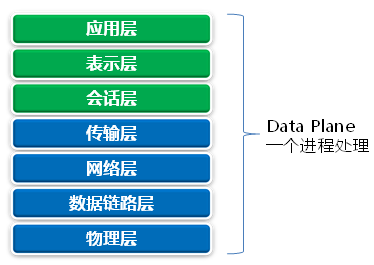 应用层
表示层
会话层
传输层
网络层
数据链路层
物理层
Data Plane
一个进程处理